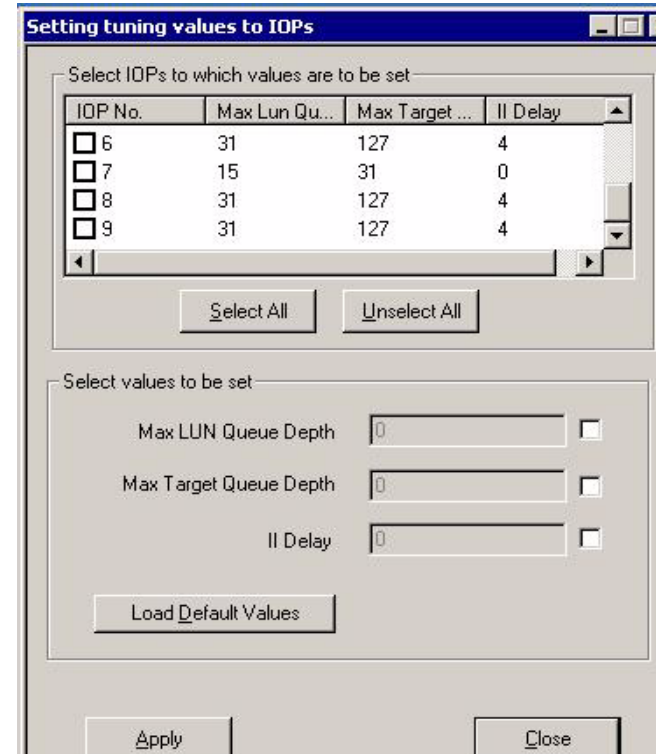 Setting tuning values to IOPs
Select IOPs to which values are to be set
IOP No. Max Lun Qu... Max Target ... II Delay
6 31 127 4
7 15 31 0
8 31 127 4
9 31 127 4
Select All Unselect All
Select values to be set
Max LUN Queue Depth 0
Max Target Queue Depth 0
II Delay 0
Load Default Values
Apply Close